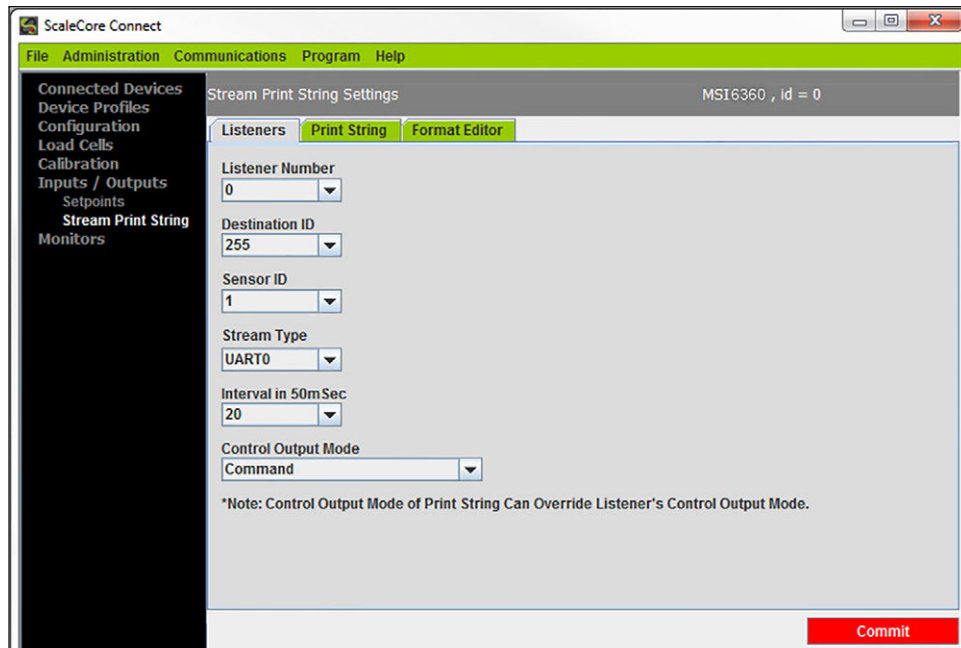 ScaleCore Connect
File Administration Communications Program Help
Connected Devices
Device Profiles
Configuration
Load Cells
Calibration
Inputs / Outputs
Setpoints
Stream Print String
Monitors
Stream Print String Settings
MSI6360 , id = 0
Listeners Print String Format Editor
Listener Number
0
Destination ID
255
Sensor ID
1
Stream Type
UART0
Interval in 50mSec
20
Control Output Mode
Command
*Note: Control Output Mode of Print String Can Override Listener's Control Output Mode.
Commit